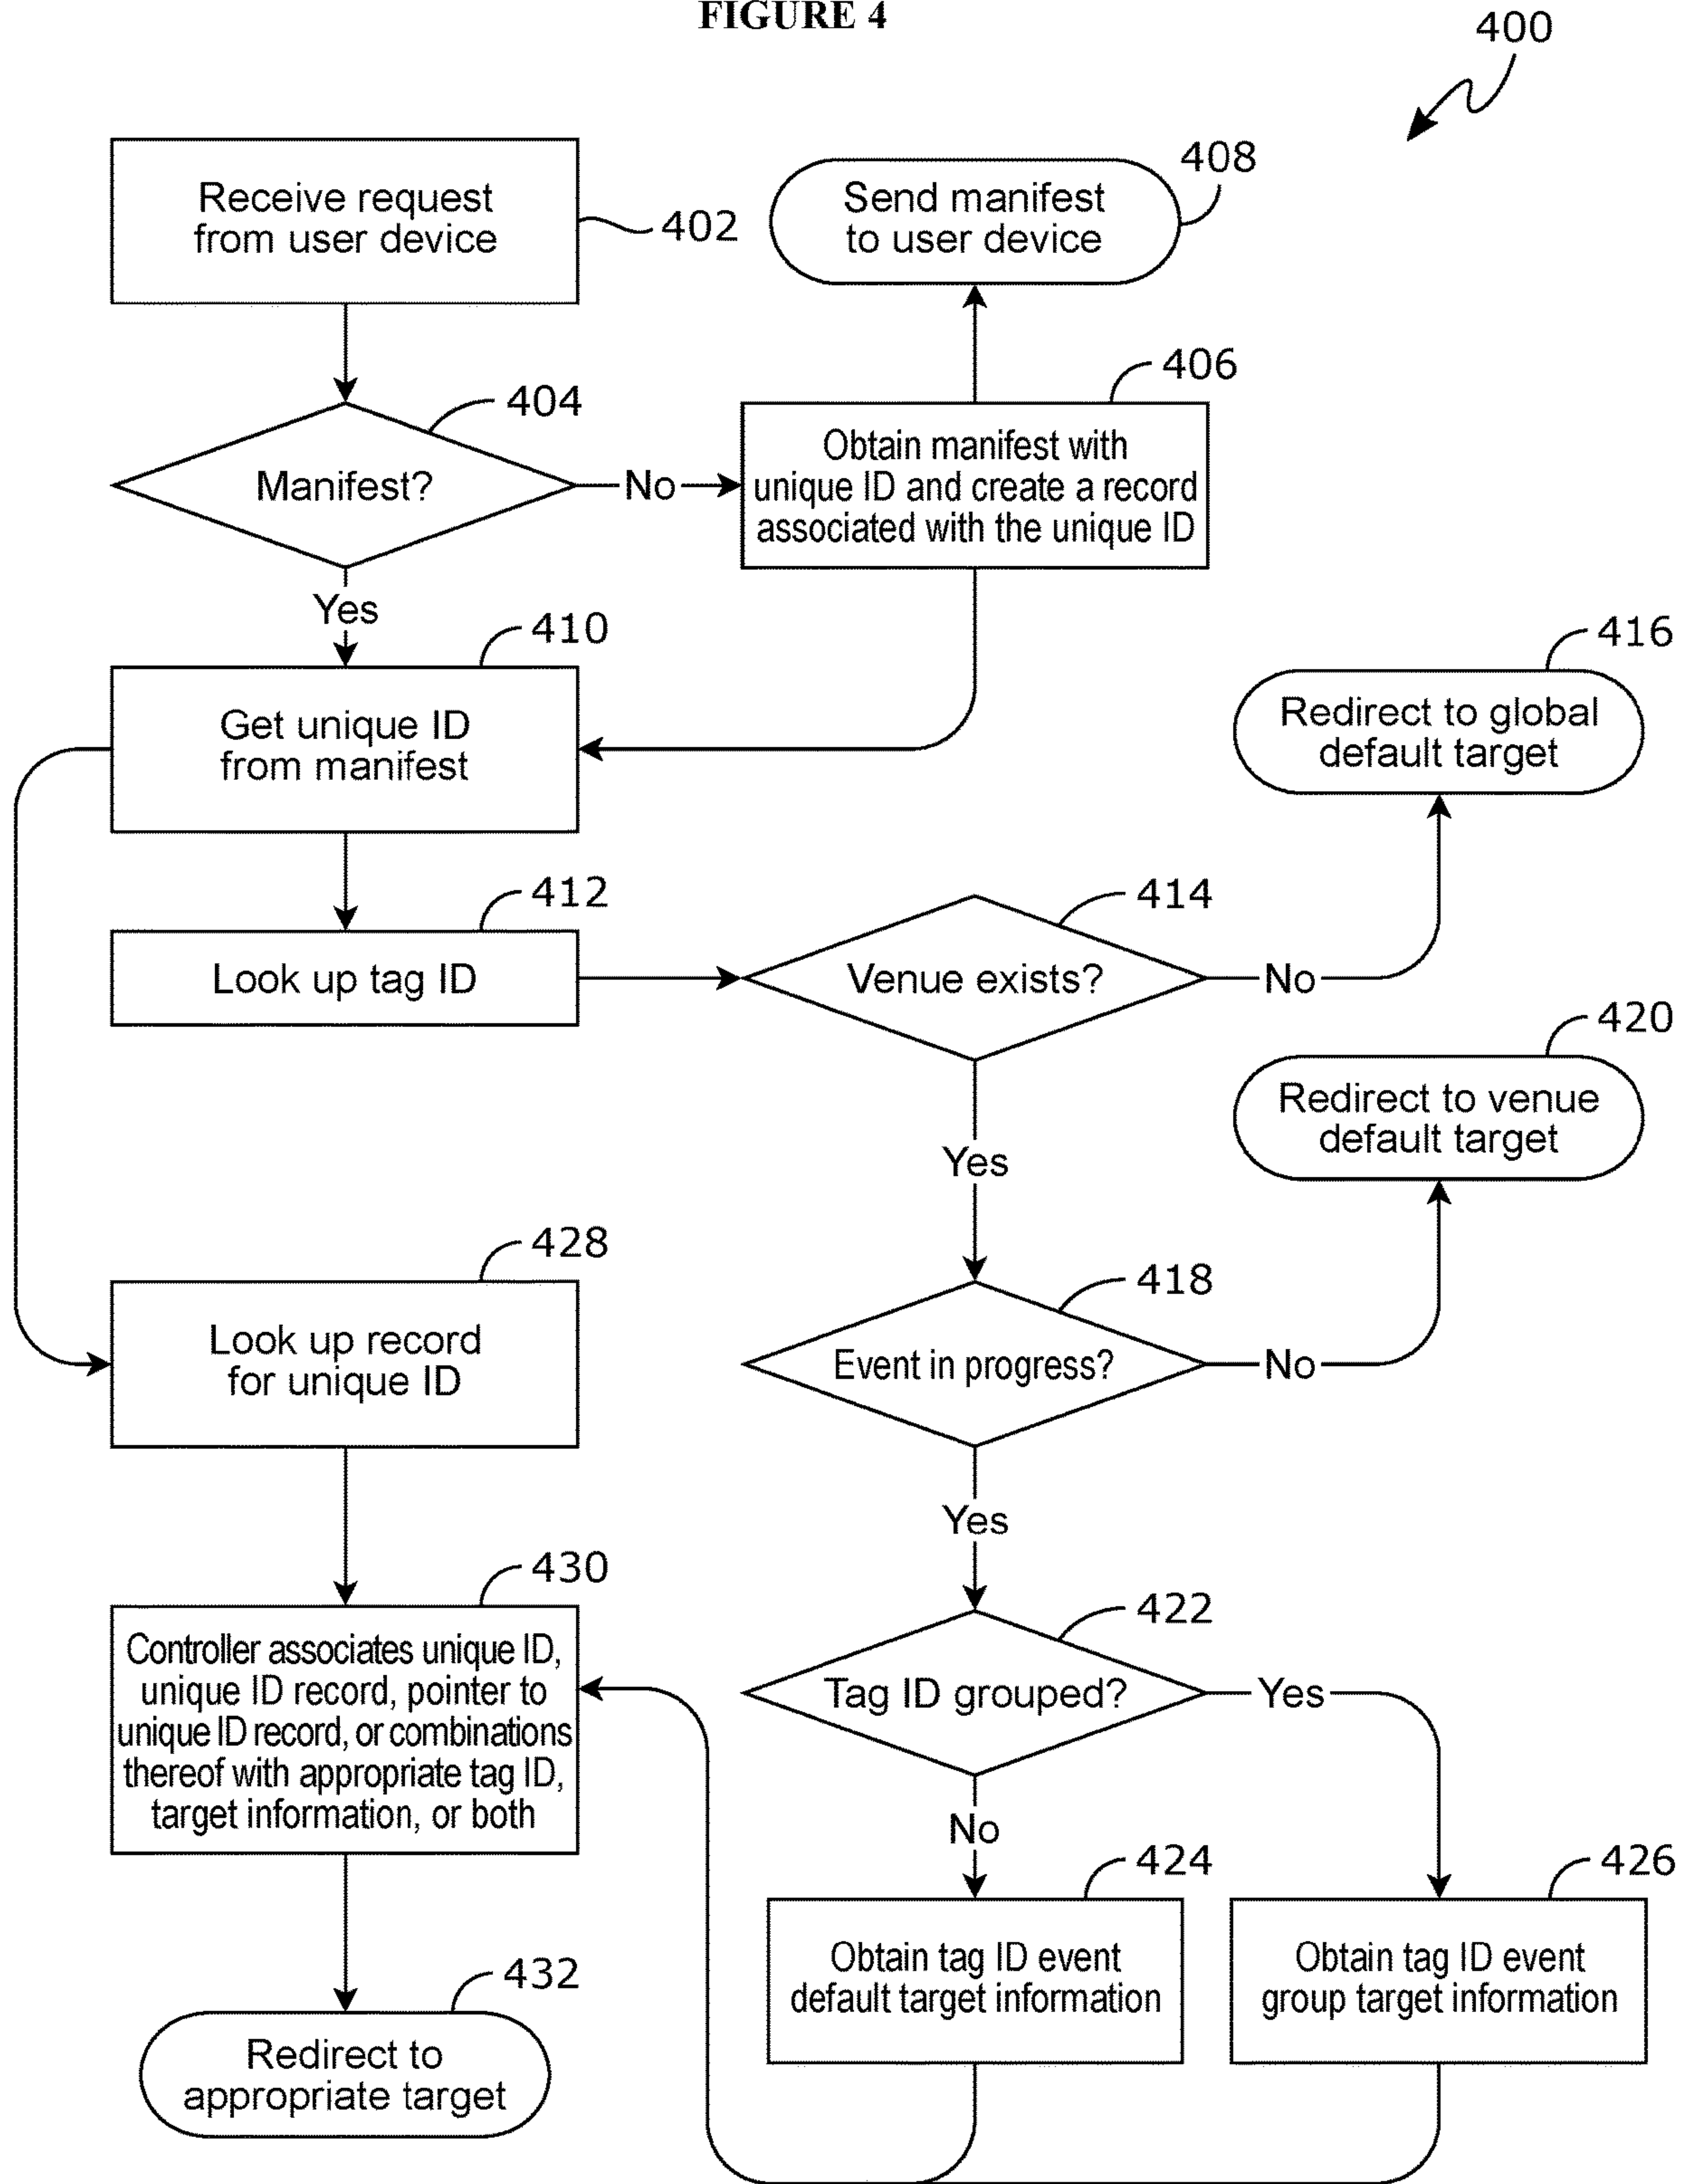 FIGURE 4
400
Receive request
from user device
402
Send manifest
to user device
408
404
Manifest?
No
406
Obtain manifest with
unique ID and create a record
associated with the unique ID
Yes
410
Get unique ID
from manifest
416
Redirect to global
default target
412
Look up tag ID
414
Venue exists?
No
420
Redirect to venue
default target
Yes
428
Look up record
for unique ID
418
Event in progress?
No
Yes
430
Controller associates unique ID,
unique ID record, pointer to
unique ID record, or combinations
thereof with appropriate tag ID,
target information, or both
422
Tag ID grouped?
Yes
No
424
Obtain tag ID event
default target information
426
Obtain tag ID event
group target information
432
Redirect to
appropriate target